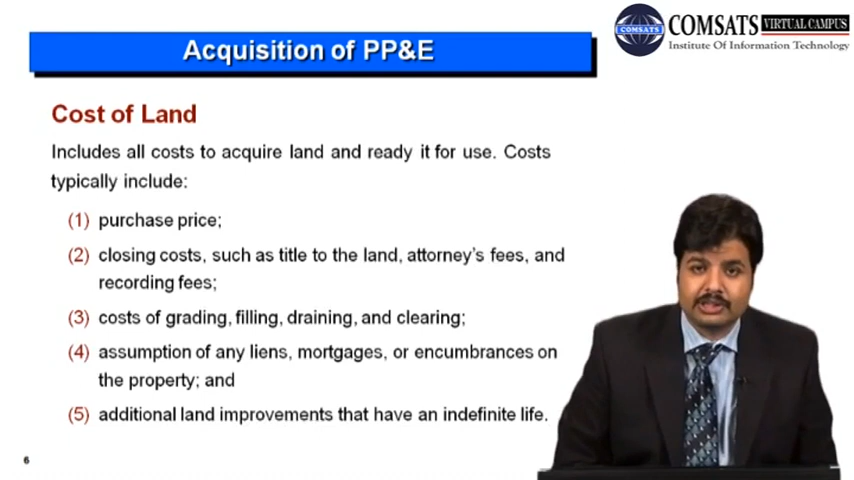 COMSATS VIRTUAL CAMPUS
COMSATS
Institute Of Information Technology
Acquisition of PP&E
Cost of Land
Includes all costs to acquire land and ready it for use. Costs
typically include:
(1) purchase price;
(2) closing costs, such as title to the land, attorney's fees, and
recording fees;
(3) costs of grading, filling, draining, and clearing;
(4) assumption of any liens, mortgages, or encumbrances on
the property; and
(5) additional land improvements that have an indefinite life.
6